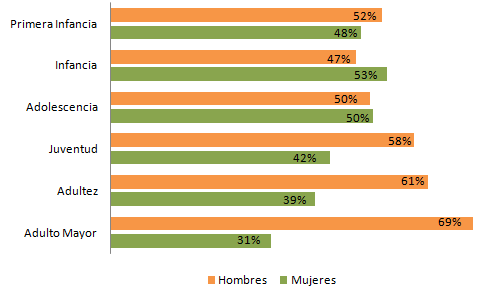 Primera Infancia
52%
48%
Infancia
47%
53%
Adolescencia
50%
50%
Juventud
58%
42%
Adultez
61%
39%
Adulto Mayor
69%
31%
Hombres Mujeres